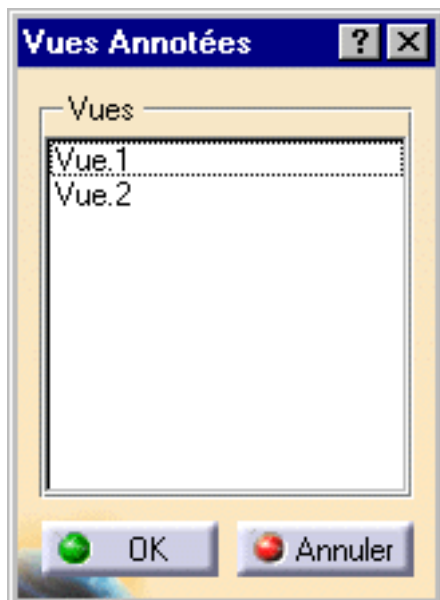 Vues Annotées ? X
Vues
Vue.1
Vue.2
OK Annuler